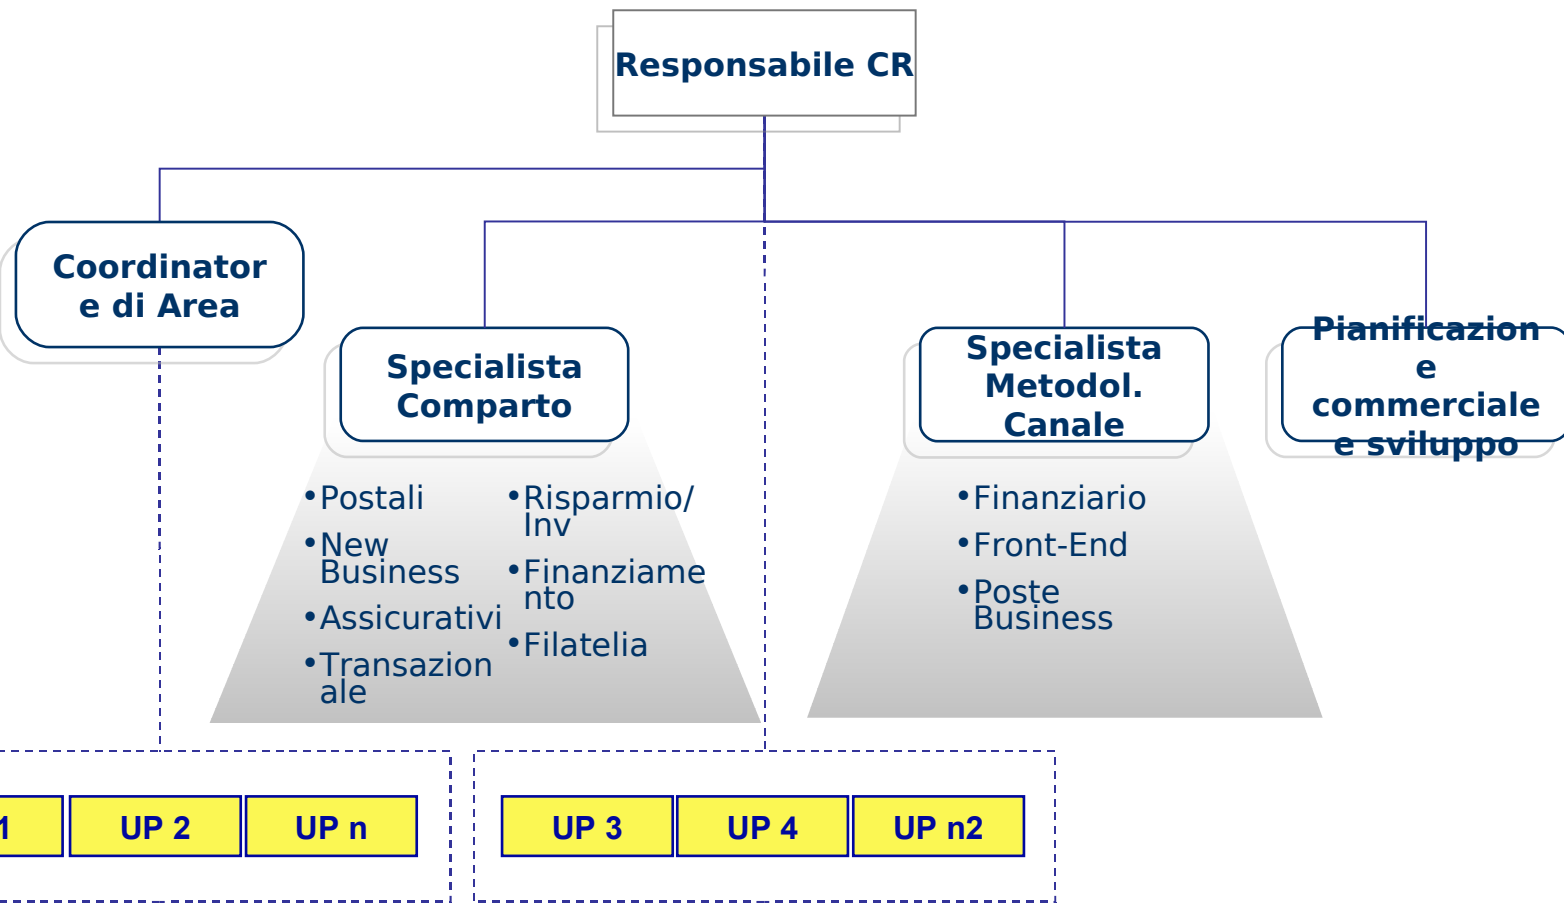 Responsabile CR
Coordinator
e di Area
Specialista
Comparto
Specialista
Metodol.
Canale
Pianificazion
e
commerciale
e sviluppo
•Postali
•New
Business
•Assicurativi
•Transazion
ale
•Risparmio/
Inv
•Finanziame
nto
•Filatelia
•Finanziario
•Front-End
•Poste
Business
1
UP 2
UP n
UP 3
UP 4
UP n2